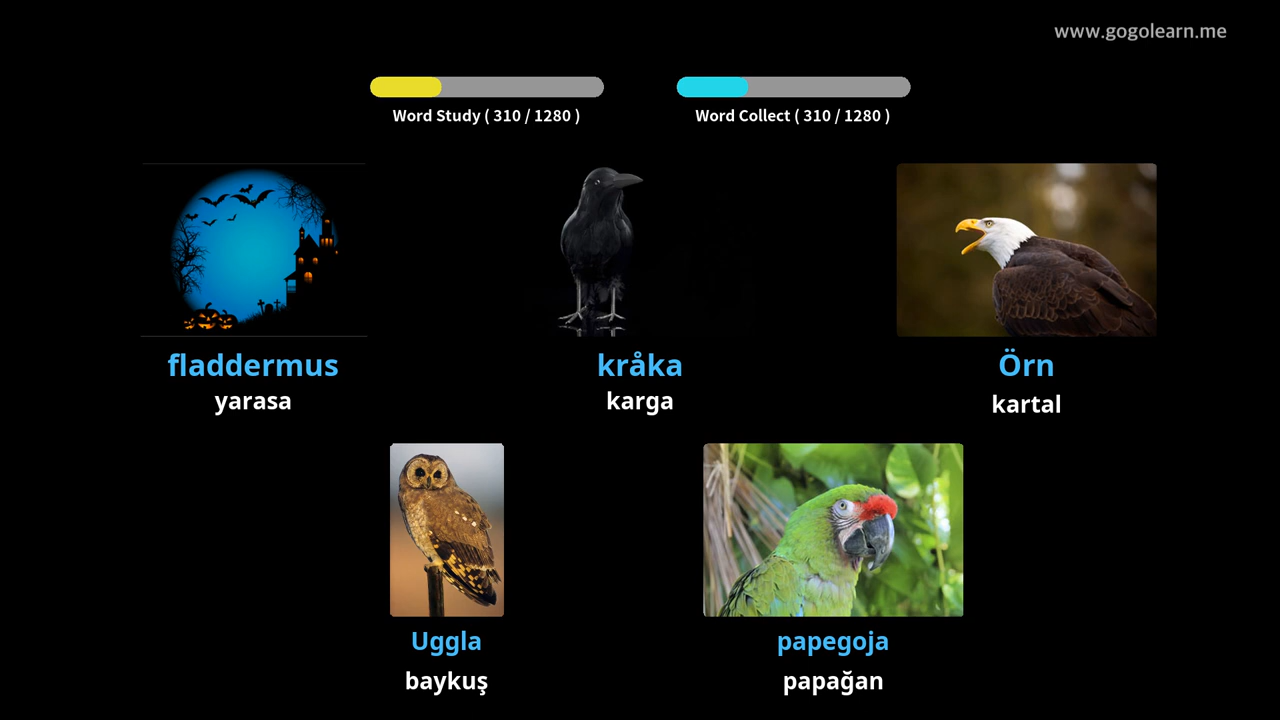 www.gogolearn.me
Word Study ( 310 / 1280 )
Word Collect ( 310 / 1280 )
fladdermus
yarasa
kråka
karga
Örn
kartal
Uggla
baykuş
papegoja
papağan